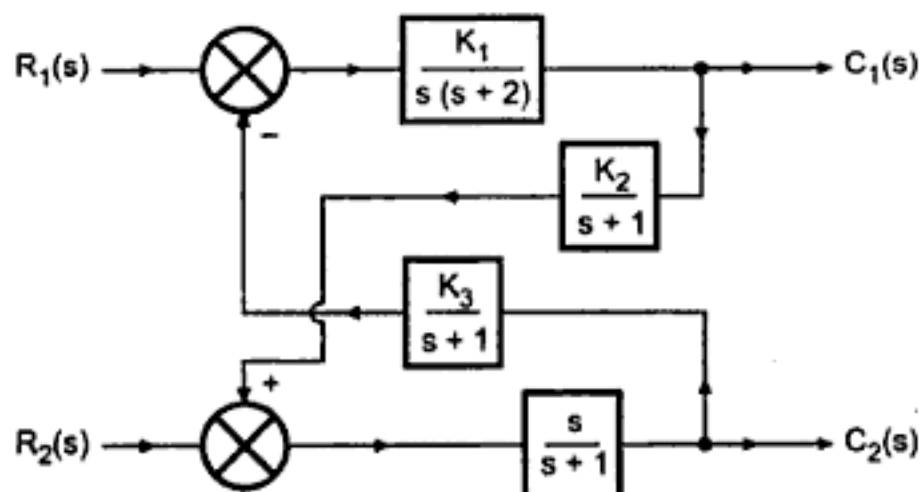 R₁(s)
K₁
s (s + 2)
C₁(s)
−
K₂
s + 1
K₃
s + 1
+
R₂(s)
s
s + 1
C₂(s)